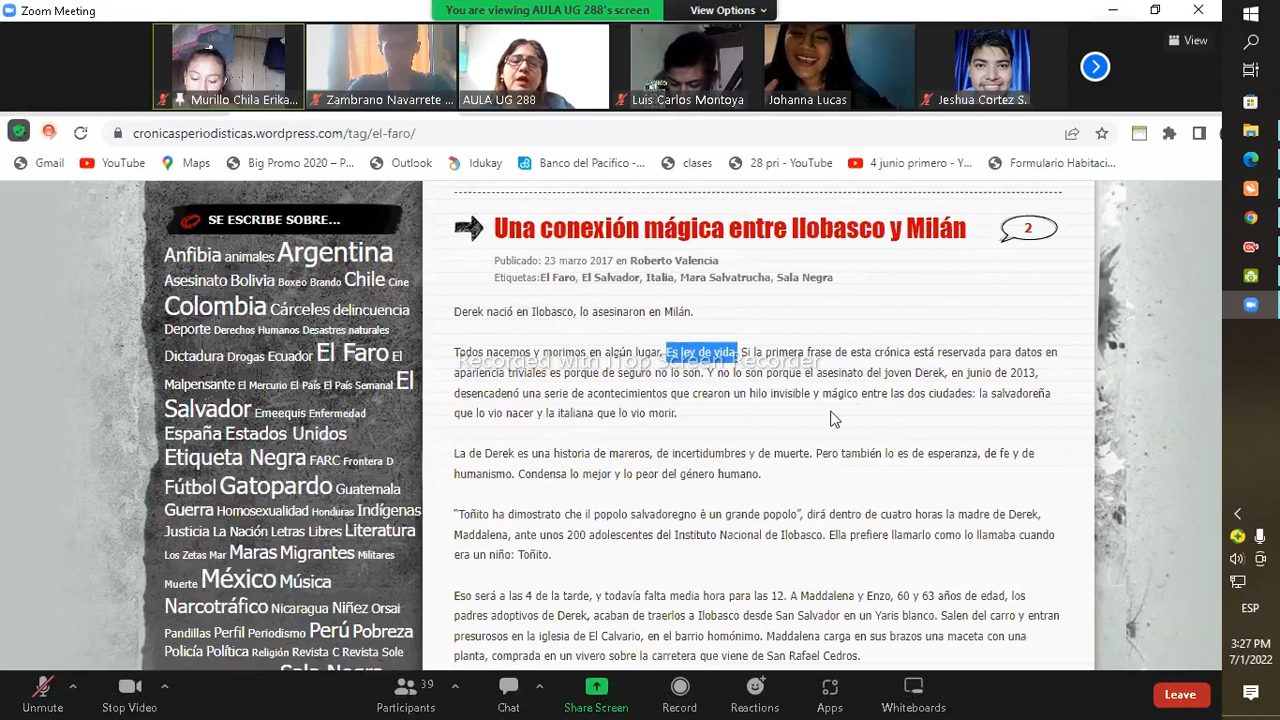 Zoom Meeting
You are viewing AULA UG 288's screen
View Options
View
Murillo Chila Erika...
Zambrano Navarrete ...
AULA UG 288
Luis Carlos Montoya
Johanna Lucas
Jeshua Cortez S.
cronicasperiodisticas.wordpress.com/tag/el-faro/
Gmail YouTube Maps Big Promo 2020 – P... Outlook Idukay Banco del Pacifico -... clases 28 pri - YouTube 4 junio primero - Y... Formulario Habitaci...
SE ESCRIBE SOBRE...
Anfibia animales Argentina
Asesinato Bolivia Boxeo Brando Chile Cine
Colombia Cárceles delincuencia
Deporte Derechos Humanos Desastres naturales
Dictadura Drogas Ecuador El Faro El
Malpensante El Mercurio El País El País Semanal El
Salvador Emeequis Enfermedad
España Estados Unidos
Etiqueta Negra FARC Frontera D
Fútbol Gatopardo Guatemala
Guerra Homosexualidad Honduras Indígenas
Justicia La Nación Letras Libres Literatura
Los Zetas Mar Maras Migrantes Militares
Muerte México Música
Narcotráfico Nicaragua Niñez Orsai
Pandillas Perfil Periodismo Perú Pobreza
Policía Política Religión Revista C Revista Sole
Sala Negra
Una conexión mágica entre Ilobasco y Milán
2
Publicado: 23 marzo 2017 en Roberto Valencia
Etiquetas:El Faro, El Salvador, Italia, Mara Salvatrucha, Sala Negra
Derek nació en Ilobasco, lo asesinaron en Milán.
Todos nacemos y morimos en algún lugar. Es ley de vida. Si la primera frase de esta crónica está reservada para datos en
apariencia triviales es porque de seguro no lo son. Y no lo son porque el asesinato del joven Derek, en junio de 2013,
desencadenó una serie de acontecimientos que crearon un hilo invisible y mágico entre las dos ciudades: la salvadoreña
que lo vio nacer y la italiana que lo vio morir.
Recorded with iTop Screen Recorder
La de Derek es una historia de mareros, de incertidumbres y de muerte. Pero también lo es de esperanza, de fe y de
humanismo. Condensa lo mejor y lo peor del género humano.
“Toñito ha dimostrato che il popolo salvadoregno è un grande popolo”, dirá dentro de cuatro horas la madre de Derek,
Maddalena, ante unos 200 adolescentes del Instituto Nacional de Ilobasco. Ella prefiere llamarlo como lo llamaba cuando
era un niño: Toñito.
Eso será a las 4 de la tarde, y todavía falta media hora para las 12. A Maddalena y Enzo, 60 y 63 años de edad, los
padres adoptivos de Derek, acaban de traerlos a Ilobasco desde San Salvador en un Yaris blanco. Salen del carro y entran
presurosos en la iglesia de El Calvario, en el barrio homónimo. Maddalena carga en sus brazos una maceta con una
planta, comprada en un vivero sobre la carretera que viene de San Rafael Cedros.
ESP
3:27 PM
7/1/2022
39
Unmute
Stop Video
Participants
Chat
Share Screen
Record
Reactions
Apps
Whiteboards
Leave